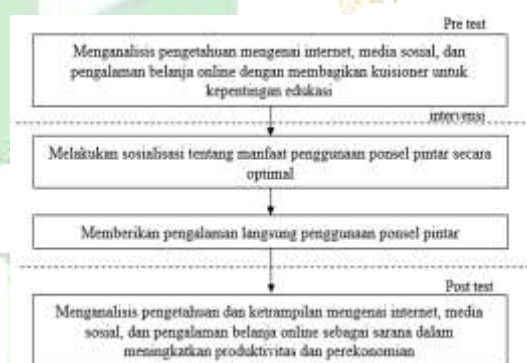 Pre test
Menganalisis pengetahuan mengenai internet, media sosial, dan
pengalaman belanja online dengan membagikan kuisioner untuk
kepentingan edukasi
intervensi
Melakukan sosialisasi tentang manfaat penggunaan ponsel pintar secara
optimal
Memberikan pengalaman langsung penggunaan ponsel pintar
Post test
Menganalisis pengetahuan dan ketrampilan mengenai internet, media
sosial, dan pengalaman belanja online sebagai sarana dalam
meningkatkan produktivitas dan perekonomian